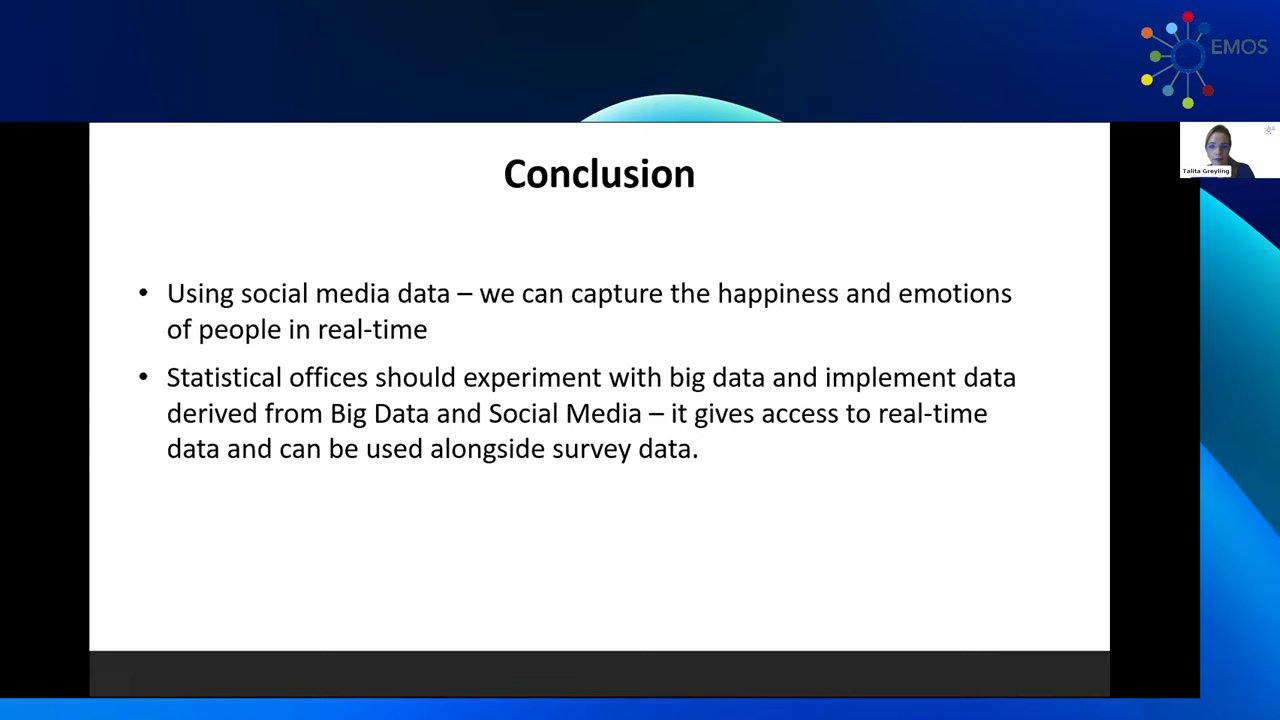 EMOS
Talita Greyling
Conclusion
• Using social media data – we can capture the happiness and emotions
of people in real-time
• Statistical offices should experiment with big data and implement data
derived from Big Data and Social Media – it gives access to real-time
data and can be used alongside survey data.